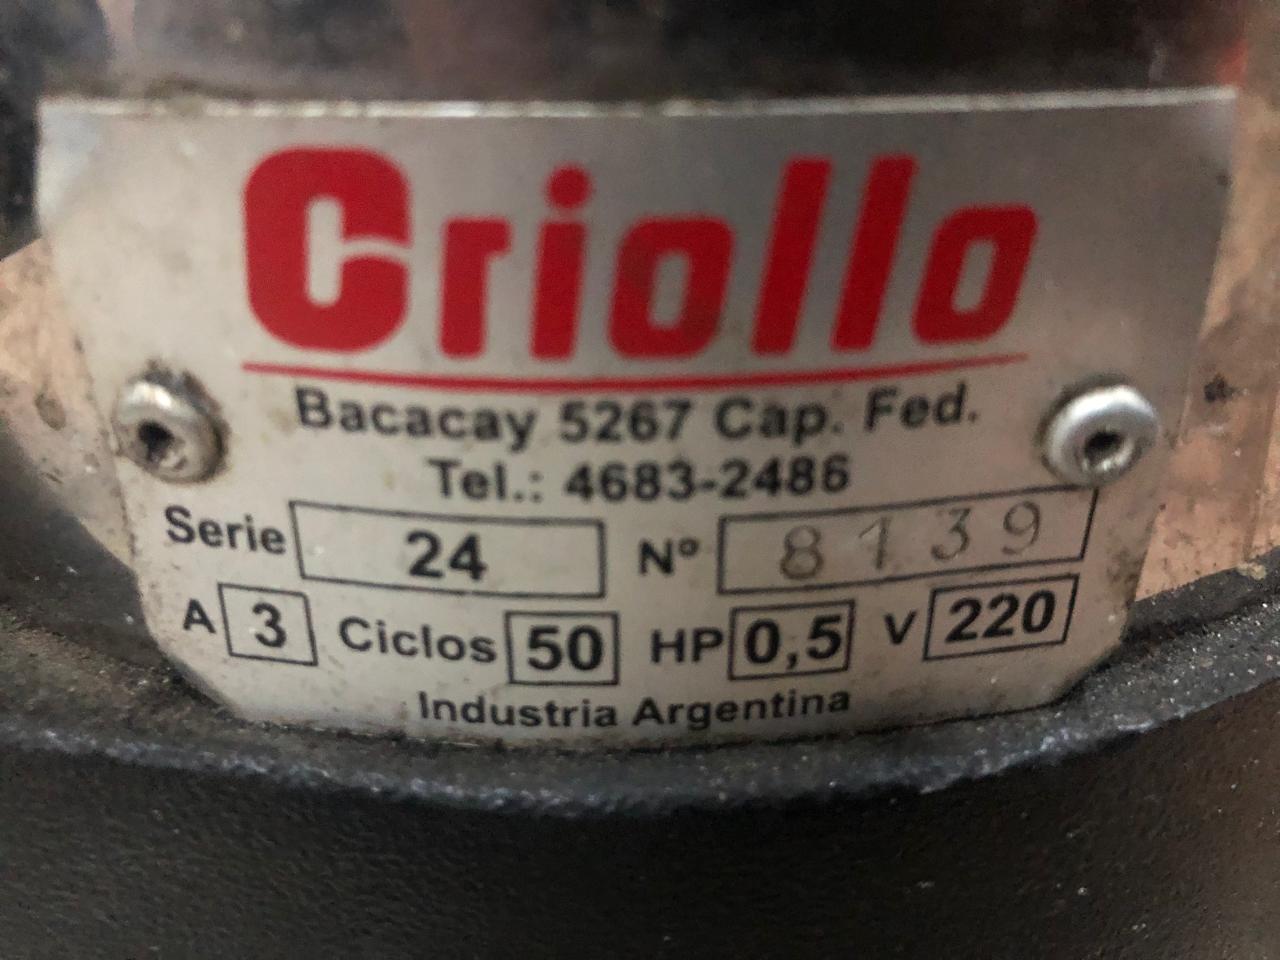 Criollo
Bacacay 5267 Cap. Fed.
Tel.: 4683-2486
Serie 24 Nº 8139
A 3 Ciclos 50 HP 0,5 V 220
Industria Argentina